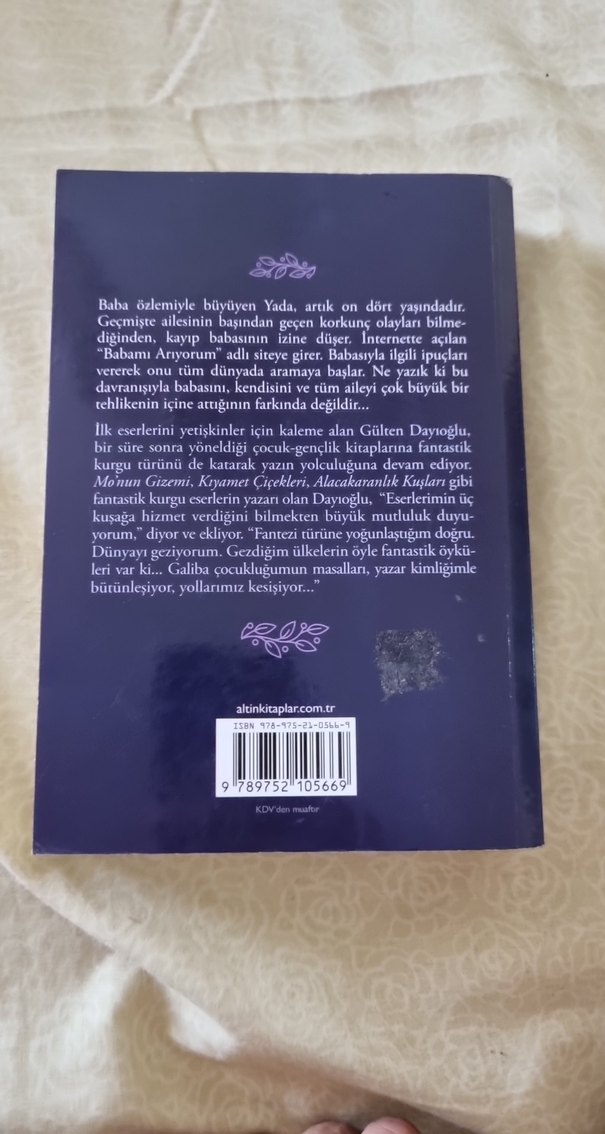 Baba özlemiyle büyüyen Yada, artık on dört yaşındadır.
Geçmişte ailesinin başından geçen korkunç olayları bilme-
diğinden, kayıp babasının izine düşer. İnternette açılan
“Babamı Arıyorum” adlı siteye girer. Babasıyla ilgili ipuçları
vererek onu tüm dünyada aramaya başlar. Ne yazık ki bu
davranışıyla babasını, kendisini ve tüm aileyi çok büyük bir
tehlikenin içine attığının farkında değildir...
İlk eserlerini yetişkinler için kaleme alan Gülten Dayıoğlu,
bir süre sonra yöneldiği çocuk-gençlik kitaplarına fantastik
kurgu türünü de katarak yazın yolculuğuna devam ediyor.
Mo'nun Gizemi, Kıyamet Çiçekleri, Alacakaranlık Kuşları gibi
fantastik kurgu eserlerin yazarı olan Dayıoğlu, “Eserlerimin üç
kuşağa hizmet verdiğini bilmekten büyük mutluluk duyu-
yorum,” diyor ve ekliyor. “Fantezi türüne yoğunlaştığım doğru.
Dünyayı geziyorum. Gezdiğim ülkelerin öyle fantastik öykü-
leri var ki... Galiba çocukluğumun masalları, yazar kimliğimle
bütünleşiyor, yollarımız kesişiyor...”
altinkitaplar.com.tr
ISBN 978-975-21-0566-9
9 789752 105669
KDV'den muaftır